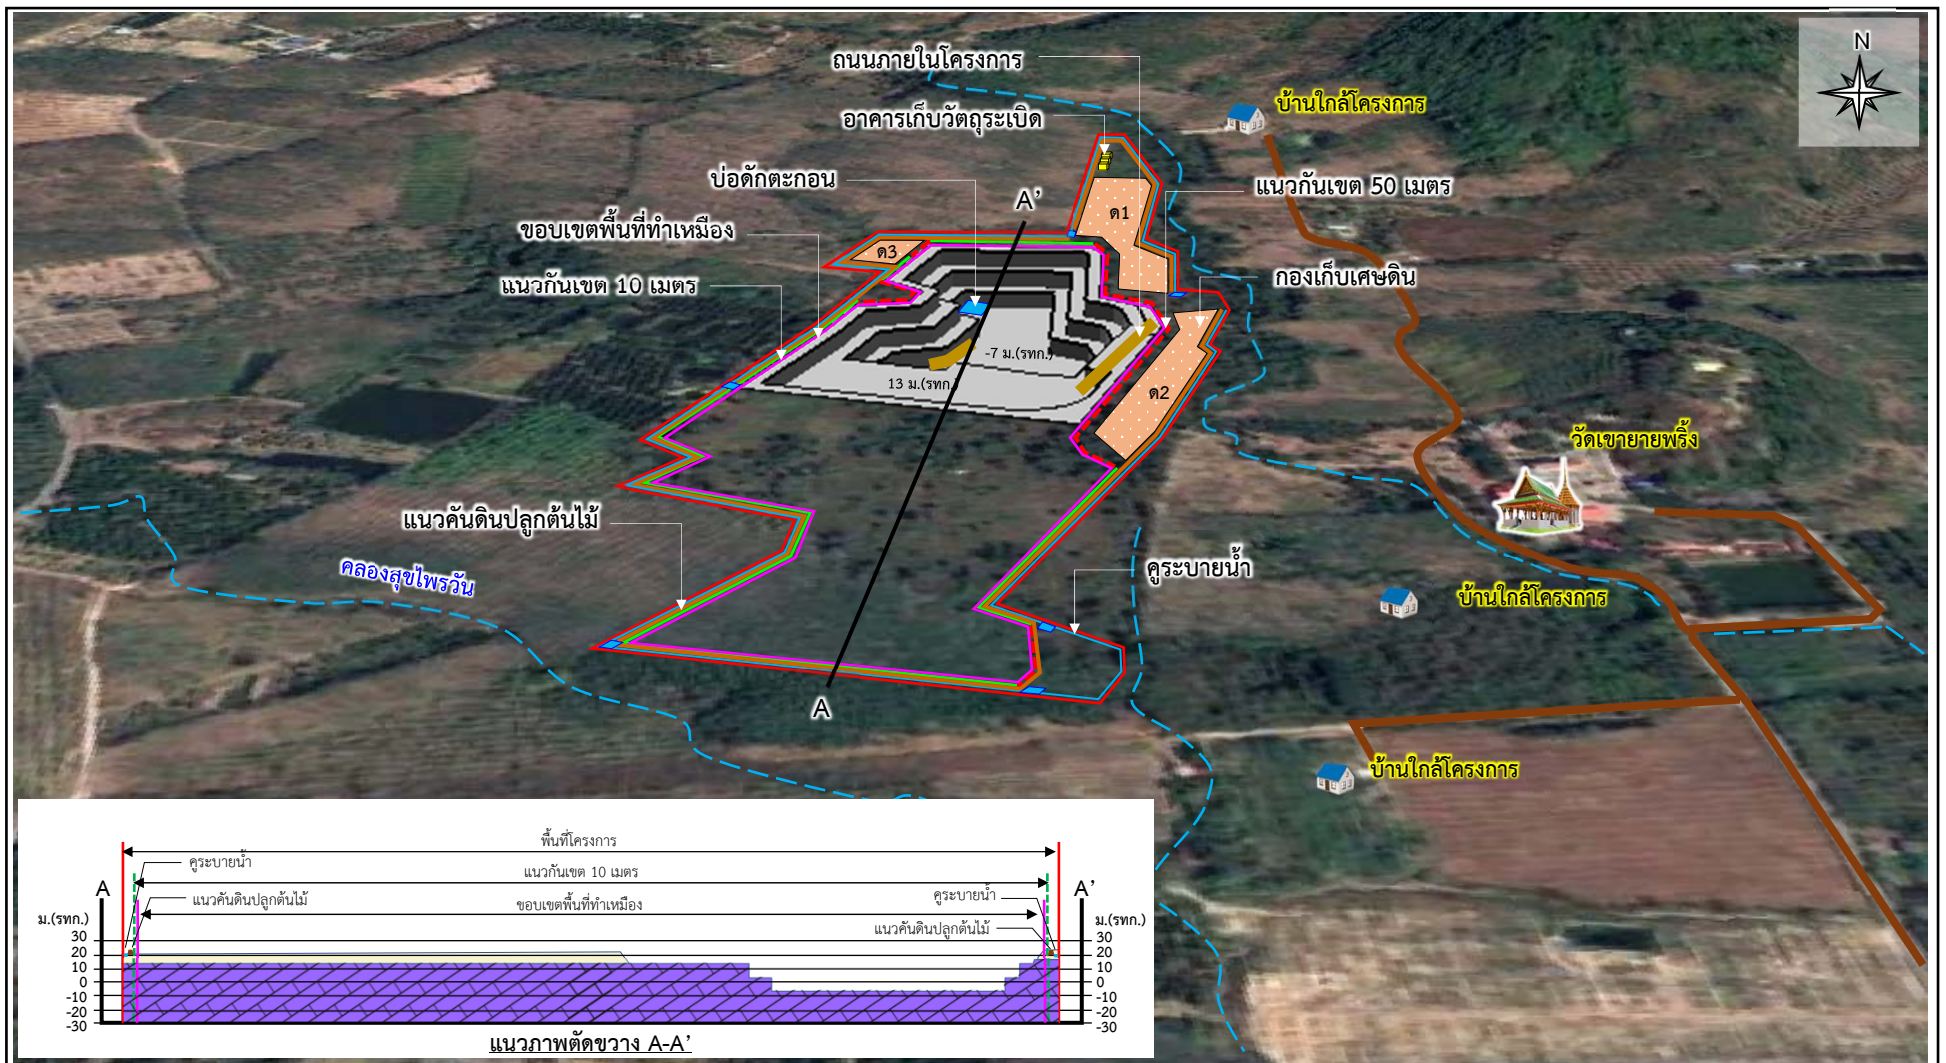 N
ถนนภายในโครงการ
บ้านใกล้โครงการ
อาคารเก็บวัตถุระเบิด
บ่อดักตะกอน
แนวกันเขต 50 เมตร
A’
ด1
ขอบเขตพื้นที่ทำเหมือง
ด3
กองเก็บเศษดิน
แนวกันเขต 10 เมตร
-7 ม.(รทก.)
13 ม.(รทก.)
ด2
วัดเขายายพริ้ง
แนวคันดินปลูกต้นไม้
คูระบายน้ำ
คลองสุขไพรวัน
บ้านใกล้โครงการ
A
บ้านใกล้โครงการ
พื้นที่โครงการ
คูระบายน้ำ
แนวกันเขต 10 เมตร
A
A’
แนวคันดินปลูกต้นไม้
คูระบายน้ำ
ขอบเขตพื้นที่ทำเหมือง
ม.(รทก.)
ม.(รทก.)
แนวคันดินปลูกต้นไม้
30
30
20
20
10
10
0
0
-10
-10
-20
-20
-30
-30
แนวภาพตัดขวาง A-A’